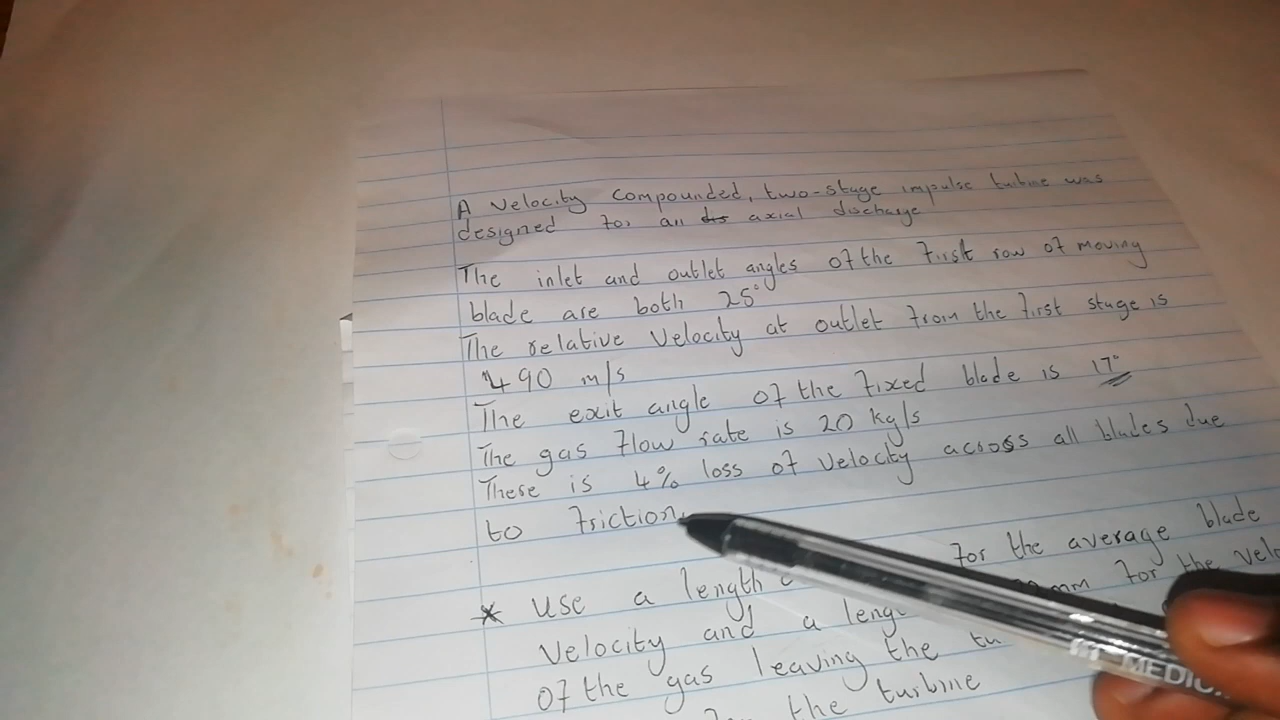 A Velocity compounded, two-stage impulse turbine was
designed for an axial discharge
The inlet and outlet angles of the first row of moving
blade are both 25°
The relative Velocity at outlet from the first stage is
490 m/s
The exit angle of the fixed blade is 17°
The gas flow rate is 20 kg/s
There is 4% loss of velocity across all blades due
to friction.
* Use a length for the average blade
Velocity and a mm for the
of the gas leaving the
the turbine
MEDIC